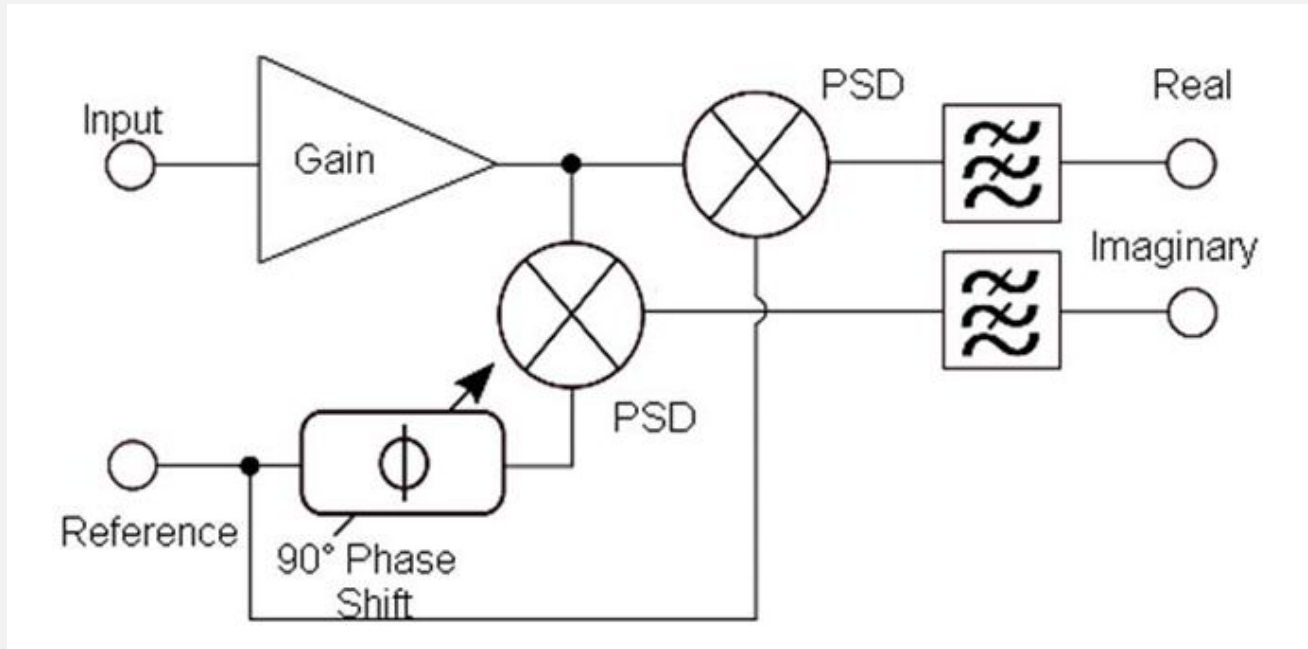 PSD
Real
Input
Gain
Imaginary
PSD
Reference
90° Phase
Shift